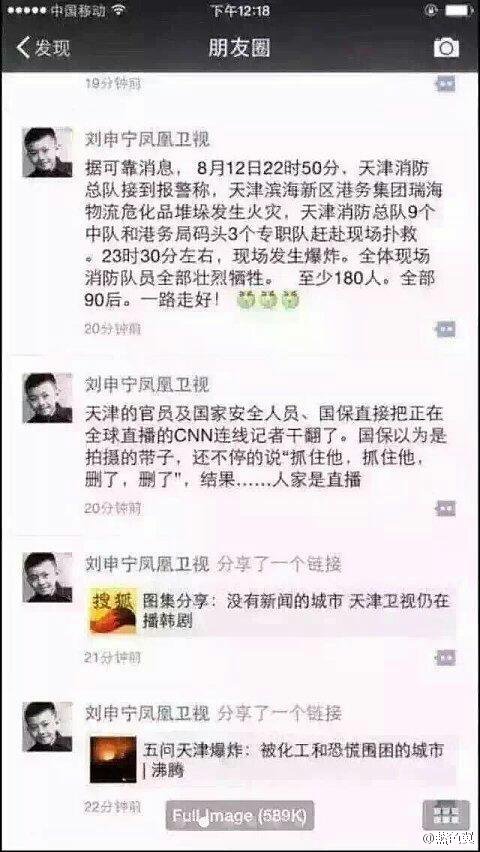 中国移动
下午12:18
发现
朋友圈
19分钟前
刘申宁凤凰卫视
据可靠消息， 8月12日22时50分，天津消防
总队接到报警称，天津滨海新区港务集团瑞海
物流危化品堆垛发生火灾，天津消防总队9个
中队和港务局码头3个专职队赶赴现场扑救
。23时30分左右，现场发生爆炸。全体现场
消防队员全部壮烈牺牲。 至少180人。全部
90后。一路走好！
20分钟前
刘申宁凤凰卫视
天津的官员及国家安全人员、国保直接把正在
全球直播的CNN连线记者干翻了。国保以为是
拍摄的带子，还不停的说“抓住他，抓住他，
删了，删了”，结果……人家是直播
20分钟前
刘申宁凤凰卫视 分享了一个链接
搜狐
图集分享：没有新闻的城市 天津卫视仍在
播韩剧
21分钟前
刘申宁凤凰卫视 分享了一个链接
五问天津爆炸：被化工和恐慌围困的城市
| 沸腾
22分钟前
Full Image (589K)